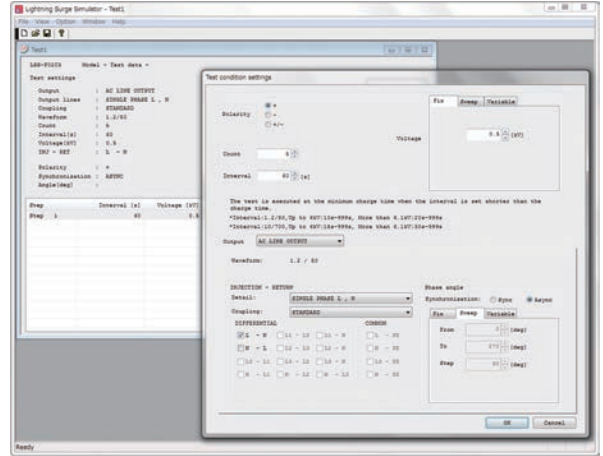 Lightning Surge Simulator - Test1
File View Option Window Help
Test1
Model - Test data -
Test settings
Output : AC LINE OUTPUT
Output Lines : SINGLE PHASE L , N
Coupling : STANDARD
Waveform : 1.2/50
Count : 5
Interval[s] : 60
Voltage[kV] : 0.5
INJ - RET : L - N
Polarity : +
Synchronization : ASYNC
Angle[deg] :
Step Interval [s] Voltage [kV]
Step 1 60 0.5
Test condition settings
Polarity
+
-
+/-
Count 5
Interval 60 [s]
Fix Sweep Variable
Voltage 0.5 [kV]
The test is executed at the minimum charge time when the interval is set shorter than the
charge time.
Output AC LINE OUTPUT
Waveform: 1.2 / 50
INJECTION - RETURN
Detail: SINGLE PHASE L , N
Coupling: STANDARD
DIFFERENTIAL COMMON
L - N
N - L
Phase angle
Synchronization: Sync Async
Fix Sweep Variable
From 0 [deg]
To [deg]
Step [deg]
OK Cancel
Ready